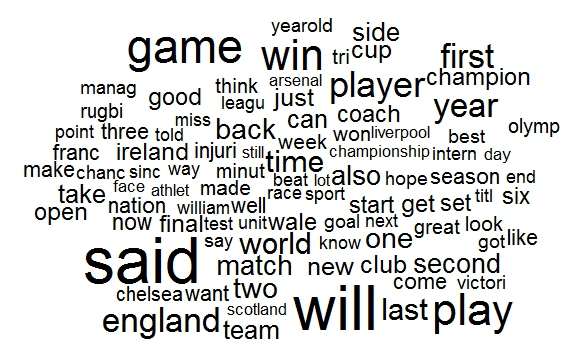 yearold
game win tri cup side first
manag think arsenal player champion
rugbi good leagu just year
point three told miss back can coach won liverpool best olymp
franc ireland injuri still week championship intern day
make chanc sinc way minut time also hope season end
take face athlet made beat lot race sport start get set titl six
open nation william well
now final test unit wale goal next great look
said say world know one got like
match new club second
chelsea want two come victori
england scotland team will last play